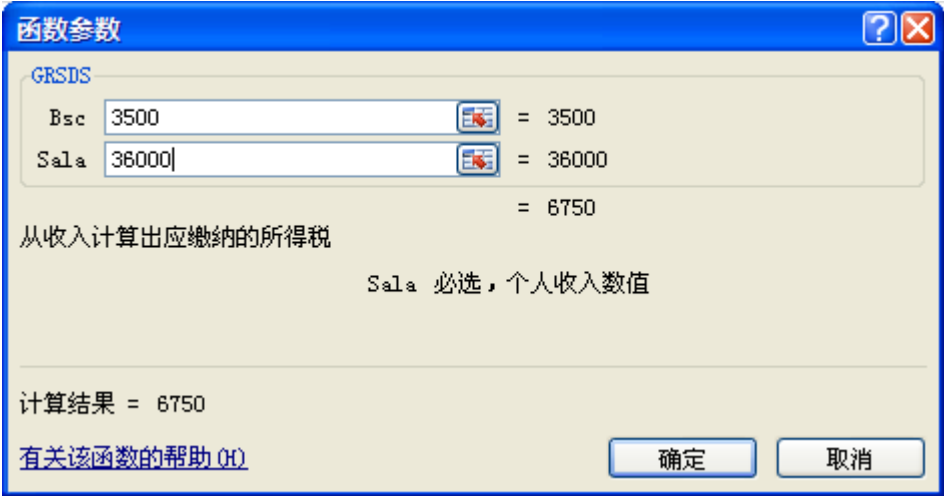 函数参数
GRSDS
Bsc 3500 = 3500
Sala 36000 = 36000
= 6750
从收入计算出应缴纳的所得税
Sala 必选，个人收入数值
计算结果 = 6750
有关该函数的帮助(H) 确定 取消